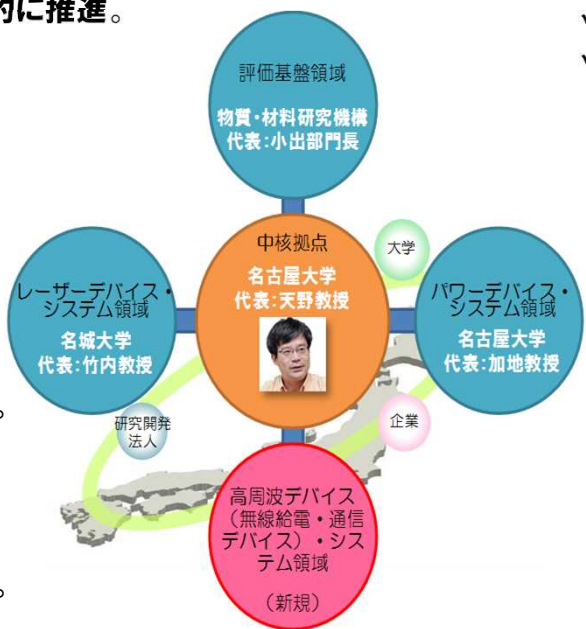 的に推進。
評価基盤領域
物質・材料研究機構
代表:小出部門長
中核拠点
名古屋大学
代表:天野教授
大学
レーザーデバイス・
システム領域
名城大学
代表:竹内教授
パワーデバイス・
システム領域
名古屋大学
代表:加地教授
。
研究開発
法人
企業
高周波デバイス
(無線給電・通信
デバイス)・シス
テム領域
(新規)
。